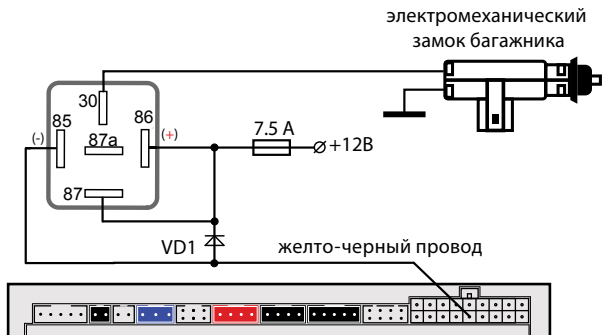 электромеханический
замок багажника
30
85
86
(-)
87a
(+)
7.5 A
+12В
87
VD1
желто-черный провод